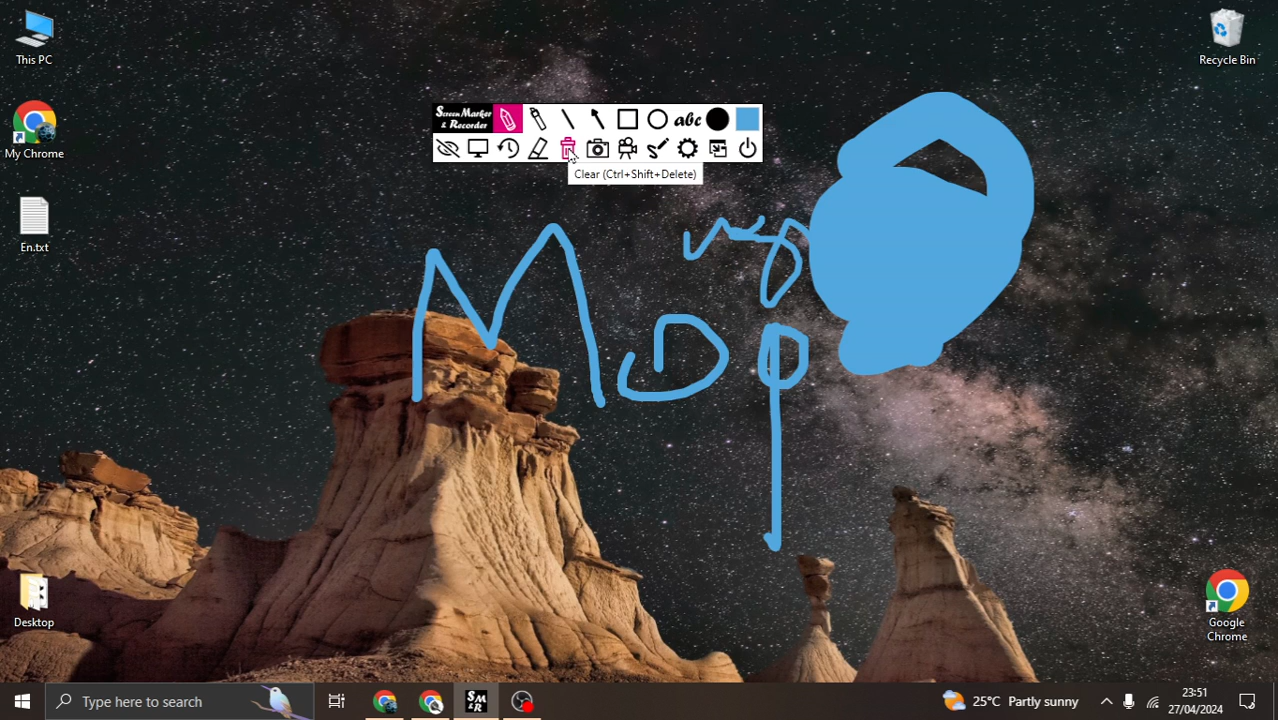 This PC
Recycle Bin
Screen Marker
& Recorder
abc
My Chrome
Clear (Ctrl+Shift+Delete)
En.txt
Desktop
Google
Chrome
Type here to search
SM
&R
25°C Partly sunny
23:51
27/04/2024